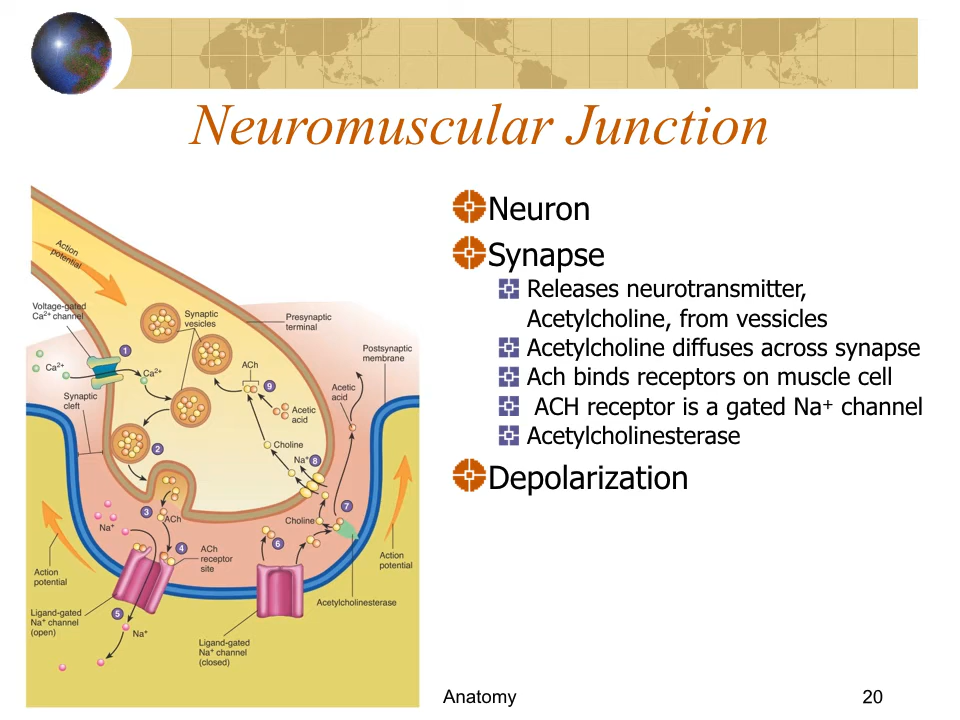 Neuromuscular Junction
Neuron
Synapse
Releases neurotransmitter,
Acetylcholine, from vessicles
Acetylcholine diffuses across synapse
Ach binds receptors on muscle cell
ACH receptor is a gated Na⁺ channel
Acetylcholinesterase
Depolarization
Action
potential
Voltage-gated
Ca²⁺ channel
Ca²⁺
1
Ca²⁺
Synaptic
cleft
Synaptic
vesicles
Presynaptic
terminal
Postsynaptic
membrane
ACh
9
Acetic
acid
Acetic
acid
Choline
Na⁺
8
2
3
ACh
7
Choline
Na⁺
4
ACh
receptor
site
6
Action
potential
Action
potential
Acetylcholinesterase
Ligand-gated
Na⁺ channel
(open)
5
Na⁺
Ligand-gated
Na⁺ channel
(closed)
Anatomy
20